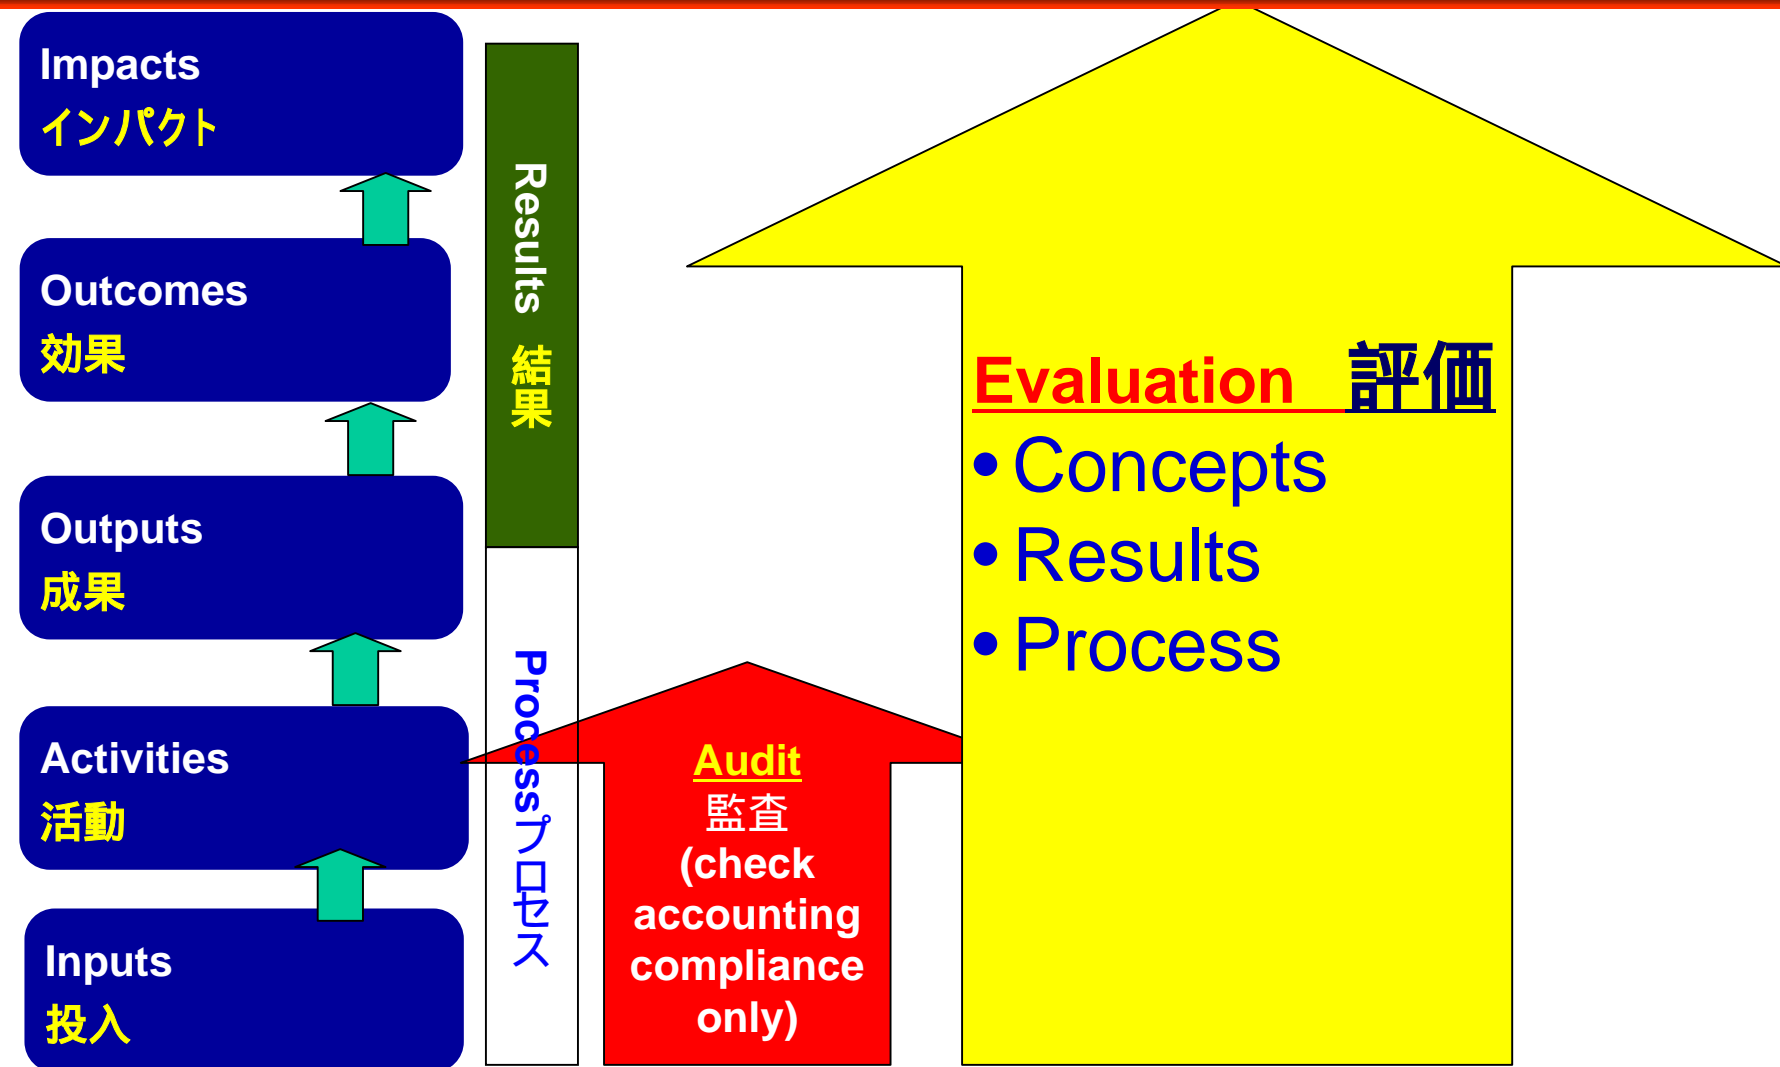 Impacts
インパクト
Outcomes
効果
Outputs
成果
Activities
活動
Inputs
投入
Results 結果
Processプロセス
Audit
監査
(check
accounting
compliance
only)
Evaluation 評価
• Concepts
• Results
• Process